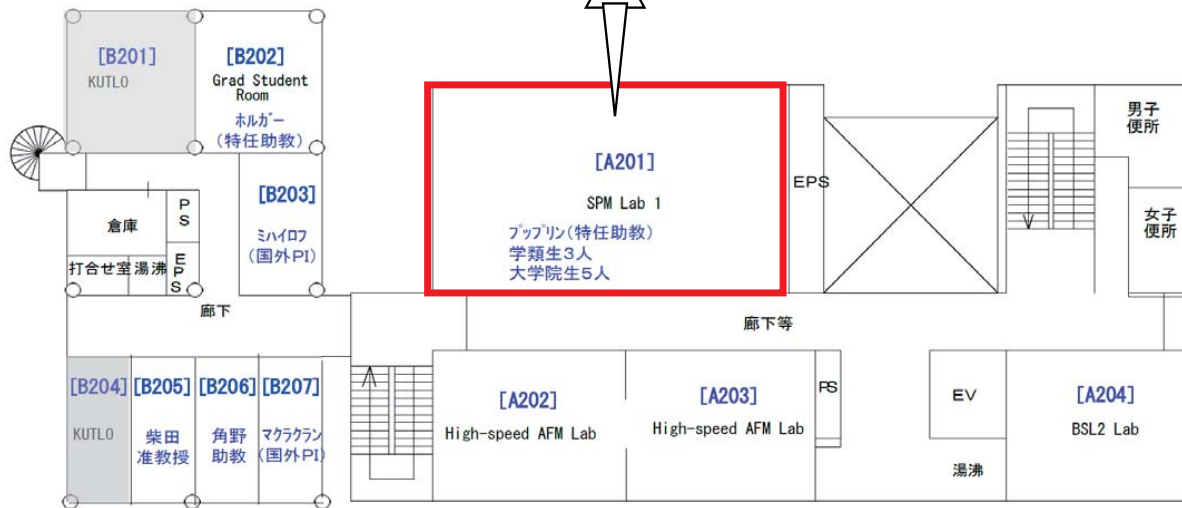 [B201]
KUTLO
[B202]
Grad Student
Room
ホルガー
(特任助教)
[B203]
ミハイロフ
(国外PI)
倉庫
PS
EPS
打合せ室
湯沸
廊下
[A201]
SPM Lab 1
プップリン(特任助教)
学類生3人
大学院生5人
EPS
男子
便所
女子
便所
廊下等
[B204]
KUTLO
[B205]
柴田
准教授
[B206]
角野
助教
[B207]
マクラクラン
(国外PI)
[A202]
High-speed AFM Lab
[A203]
High-speed AFM Lab
PS
EV
湯沸
[A204]
BSL2 Lab